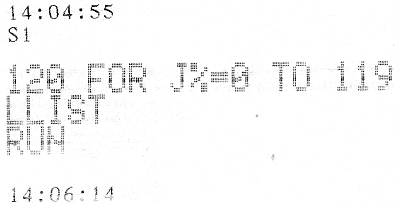 14:04:55
S1
120 FOR J%=0 TO 119
LLIST
RUN
14:06:14